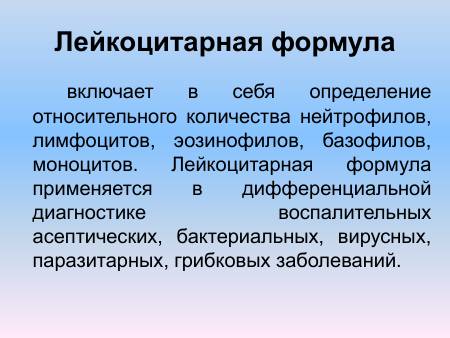 Лейкоцитарная формула
включает в себя определение
относительного количества нейтрофилов,
лимфоцитов, эозинофилов, базофилов,
моноцитов. Лейкоцитарная формула
применяется в дифференциальной
диагностике воспалительных
асептических, бактериальных, вирусных,
паразитарных, грибковых заболеваний.